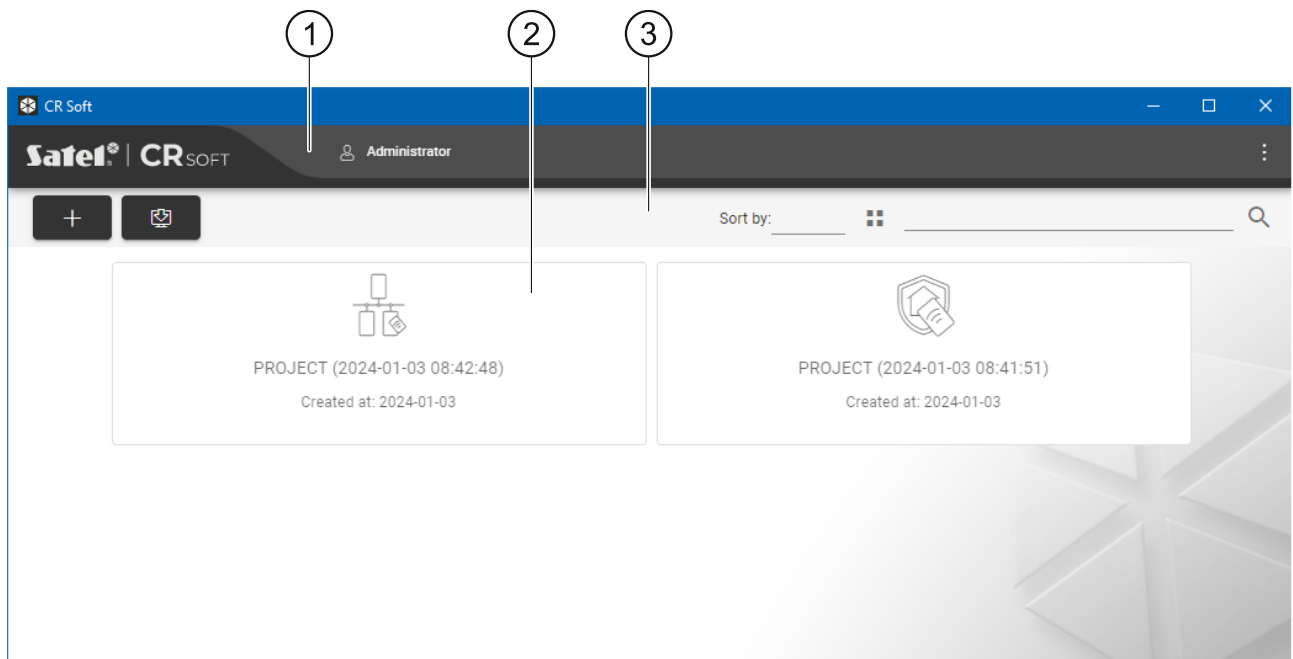 1 2 3
CR Soft
Satel® | CR SOFT
Administrator
Sort by:
PROJECT (2024-01-03 08:42:48)
Created at: 2024-01-03
PROJECT (2024-01-03 08:41:51)
Created at: 2024-01-03